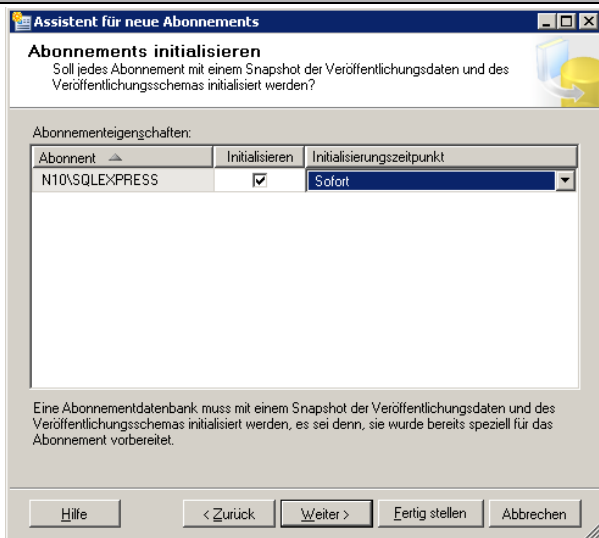 Assistent für neue Abonnements
Abonnements initialisieren
Soll jedes Abonnement mit einem Snapshot der Veröffentlichungsdaten und des
Veröffentlichungsschemas initialisiert werden?
Abonnementeigenschaften:
Abonnent Initialisieren Initialisierungszeitpunkt
N10\SQLEXPRESS Sofort
Eine Abonnementdatenbank muss mit einem Snapshot der Veröffentlichungsdaten und des
Veröffentlichungsschemas initialisiert werden, es sei denn, sie wurde bereits speziell für das
Abonnement vorbereitet.
Hilfe < Zurück Weiter > Fertig stellen Abbrechen